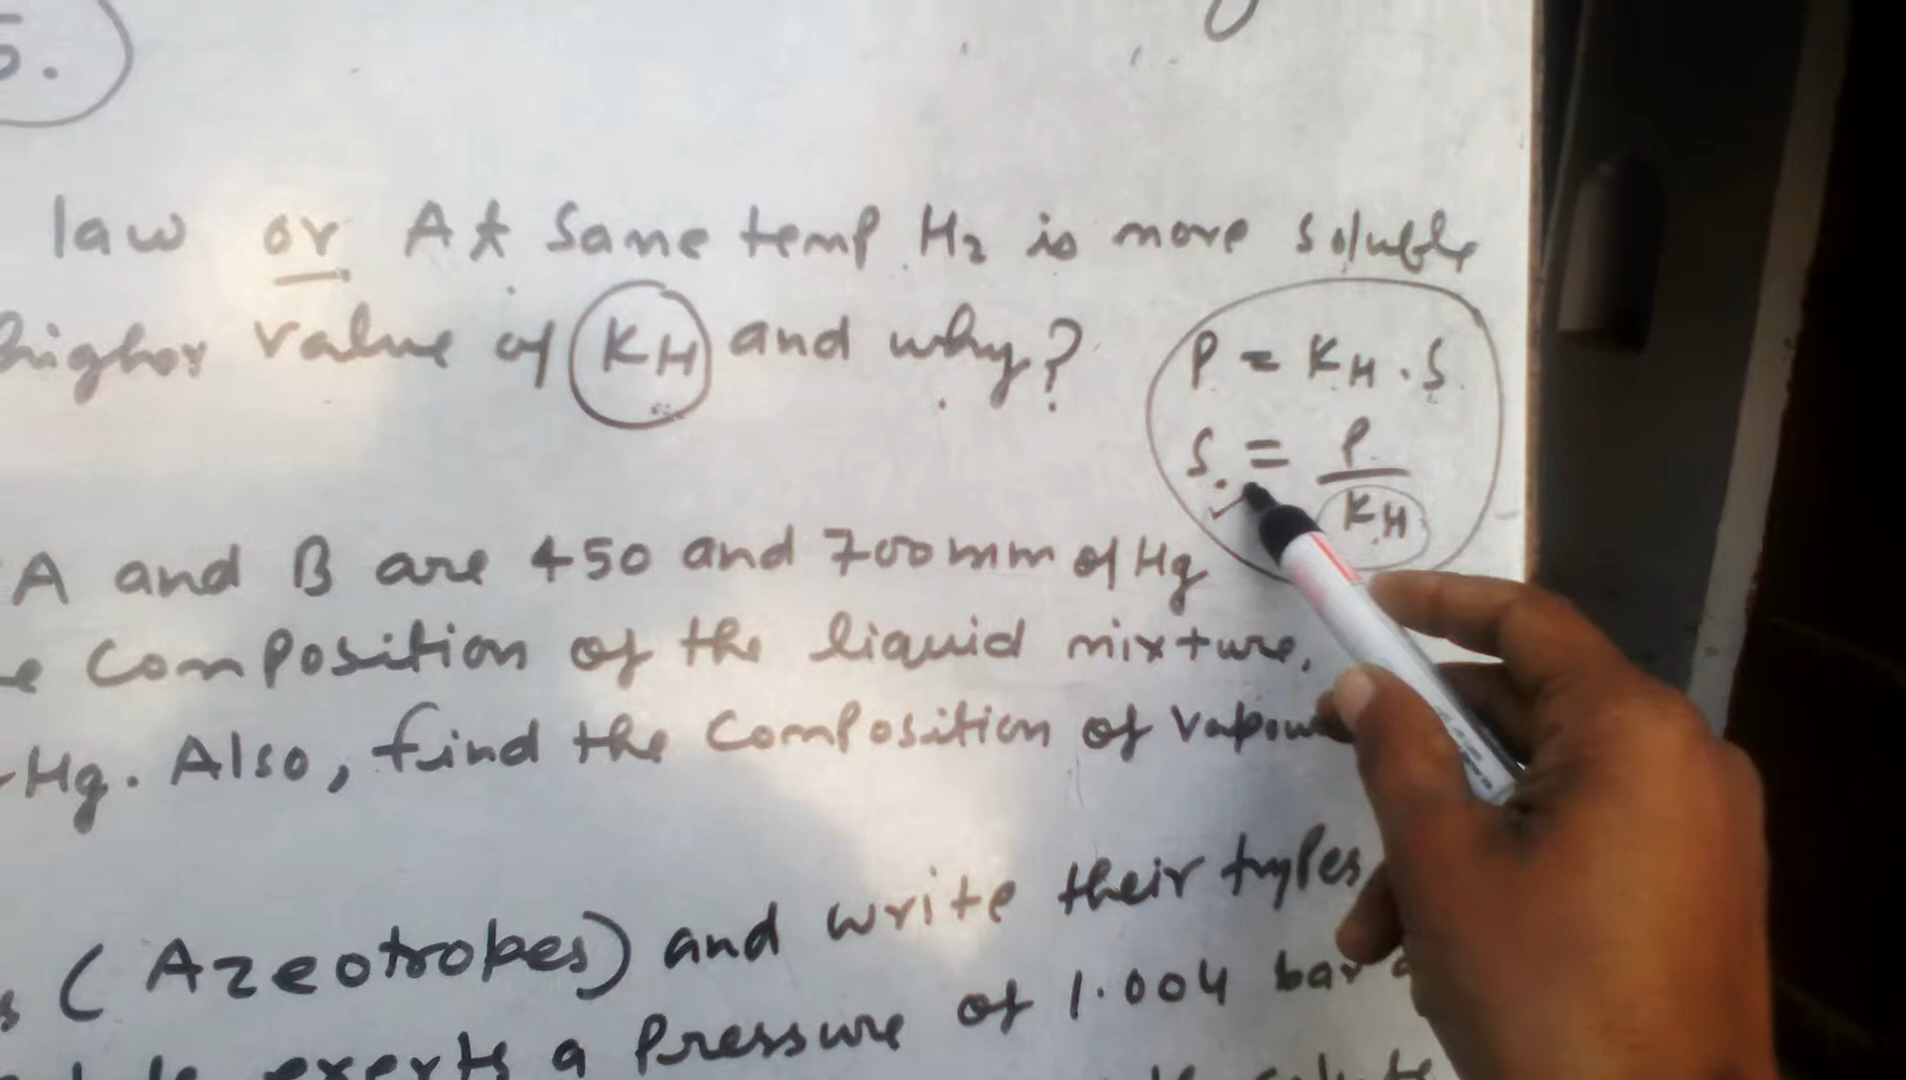 5.
law or At Same temp H₂ is more soluble
higher value of KH and why?
P = KH . S
S = P / KH
A and B are 450 and 700 mm of Hg
composition of the liquid mixture,
Hg. Also, find the composition of vapour
(Azeotropes) and write their types
exerts a pressure of 1.004 bar